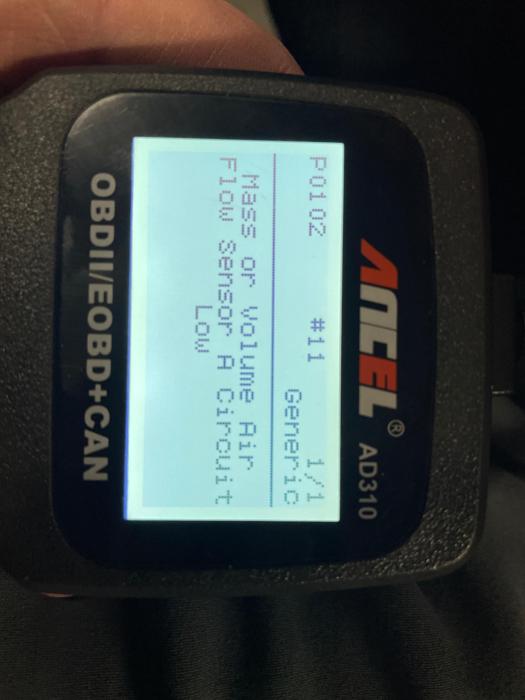 ANCEL® AD310
P0102 #11 1/1
Generic
Mass or Volume Air
Flow Sensor A Circuit
Low
OBDII/EOBD+CAN